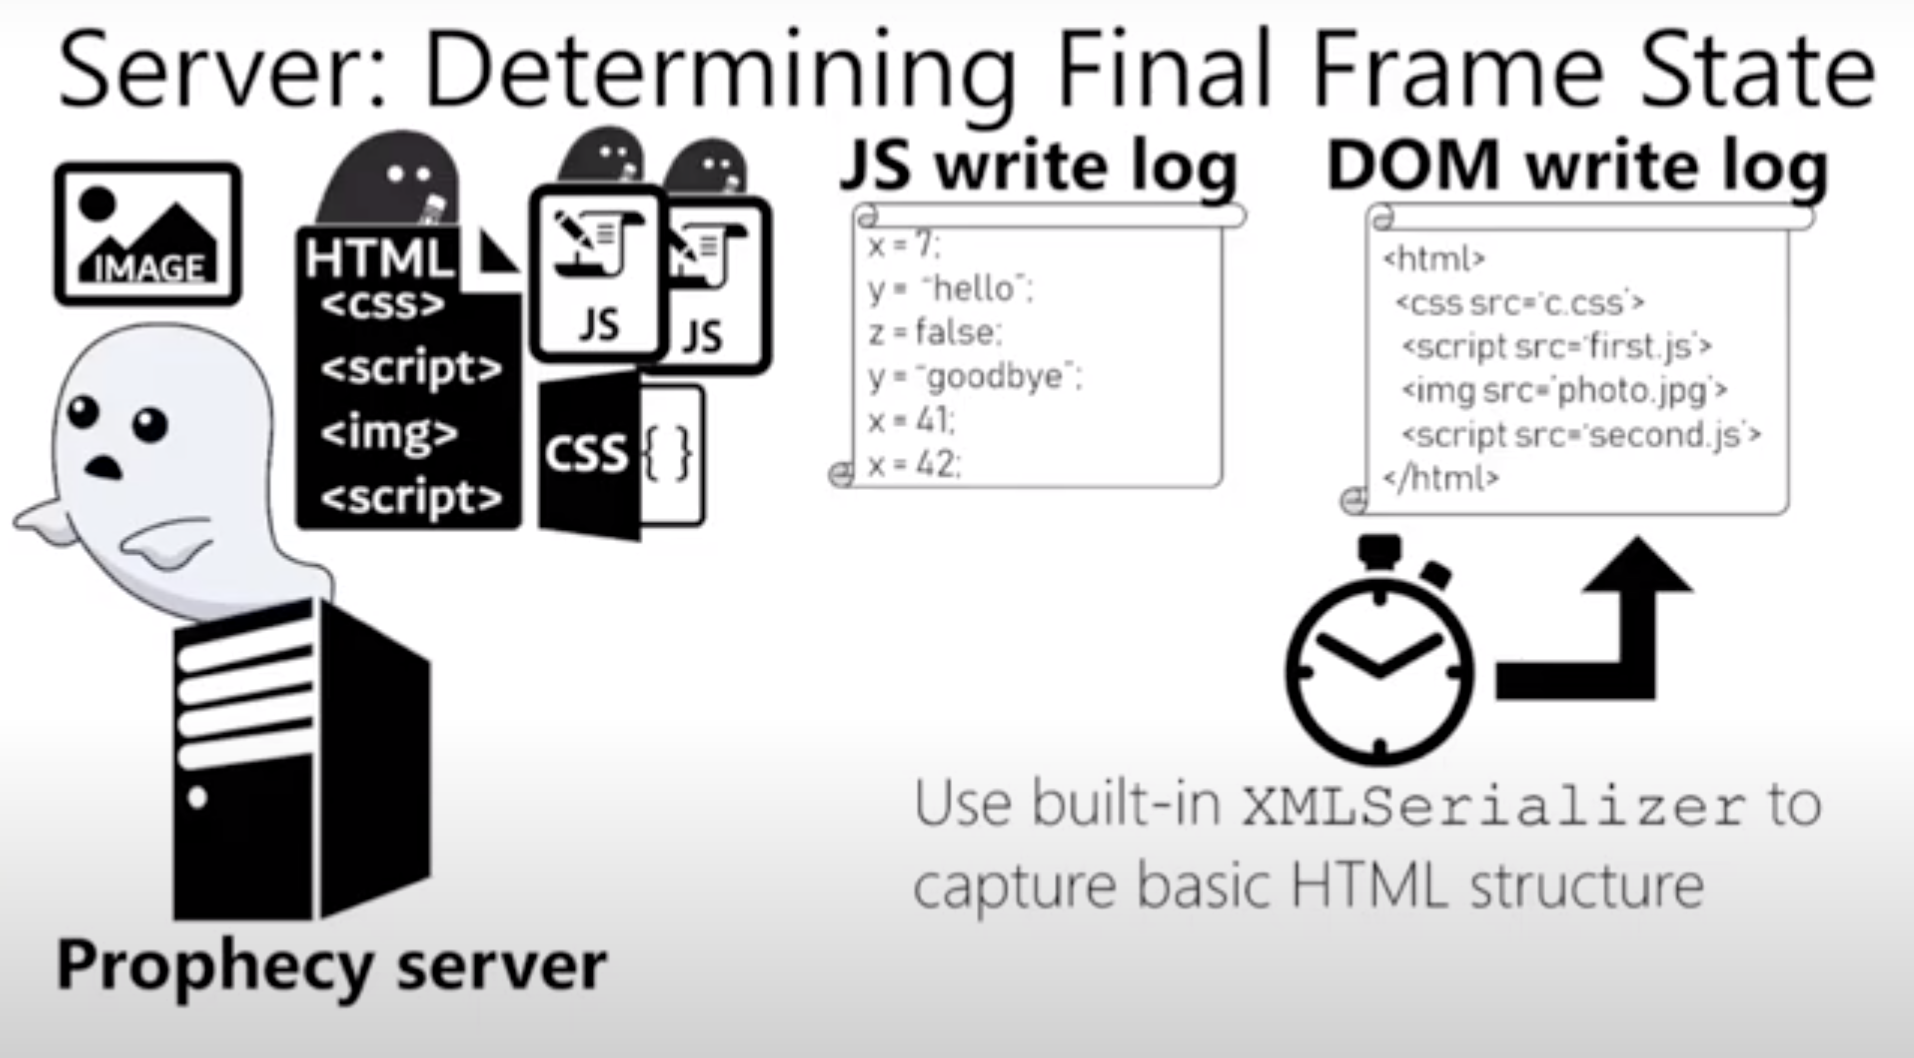 Server: Determining Final Frame State
IMAGE
HTML
<css>
<script>
<img>
<script>
JS
JS
CSS { }
JS write log
x = 7;
y = "hello";
z = false;
y = "goodbye";
x = 41;
x = 42;
DOM write log
<html>
<css src='c.css'>
<script src='first.js'>
<img src='photo.jpg'>
<script src='second.js'>
</html>
Use built-in XMLSerializer to
capture basic HTML structure
Prophecy server